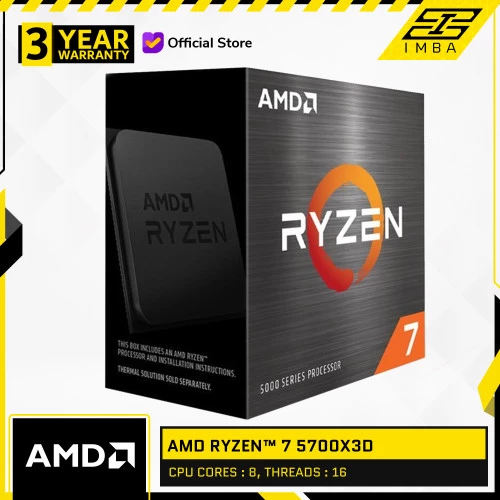 3 YEAR
WARRANTY
Official Store
IMBA
AMD
RYZEN
AMD
RYZEN
7
5000 SERIES PROCESSOR
THIS BOX INCLUDES AN AMD RYZEN™
PROCESSOR AND INSTALLATION INSTRUCTIONS.
THERMAL SOLUTION SOLD SEPARATELY.
AMD
AMD RYZEN™ 7 5700X3D
CPU CORES : 8, THREADS : 16